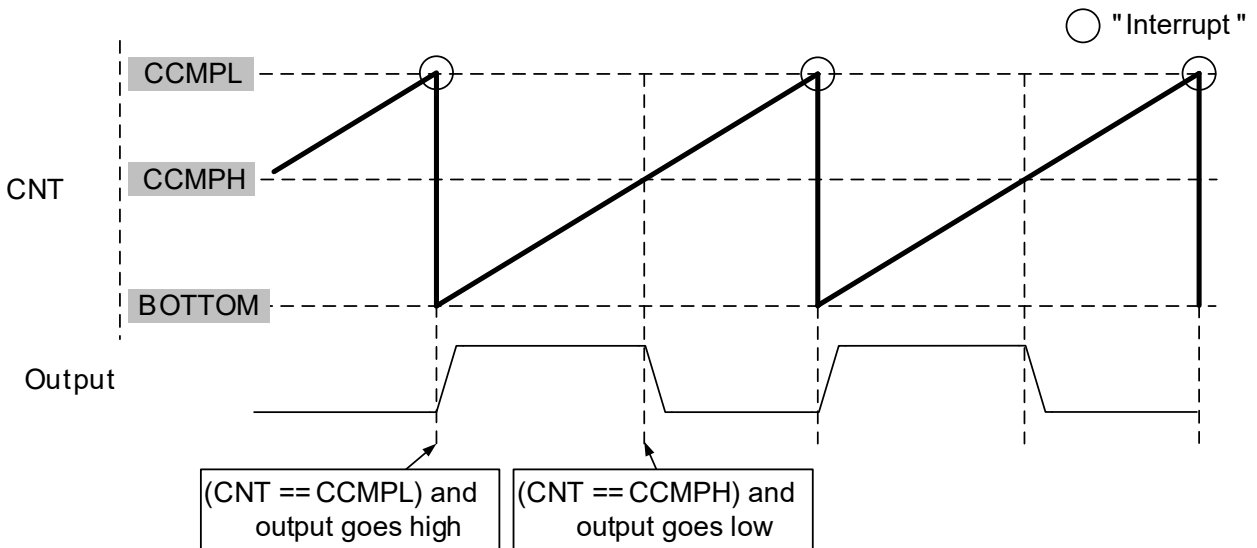 "Interrupt"
CCMPL
CCMPH
CNT
BOTTOM
Output
(CNT == CCMPL) and
output goes high
(CNT == CCMPH) and
output goes low